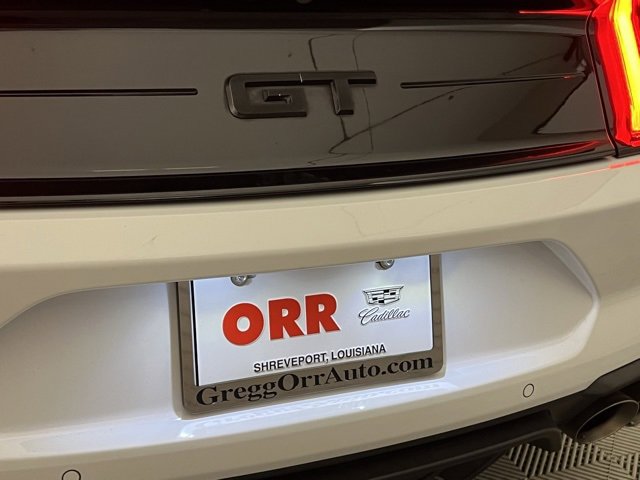 GT
ORR
Cadillac
SHREVEPORT, LOUISIANA
GreggOrrAuto.com